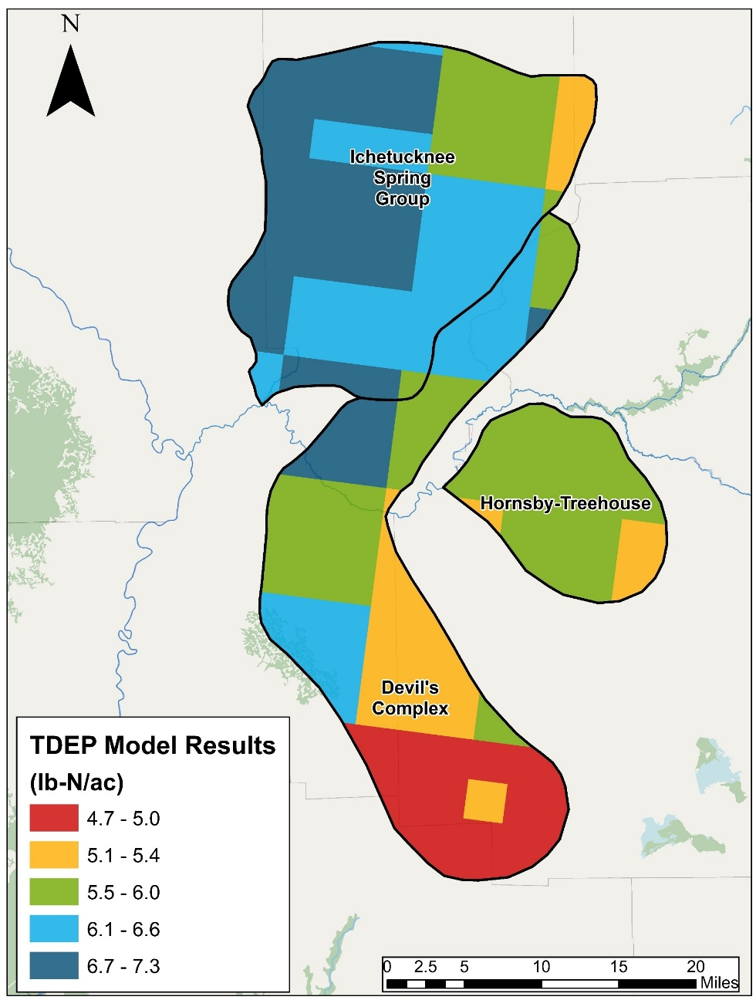 N
Ichetucknee
Spring
Group
Hornsby-Treehouse
Devil's
Complex
TDEP Model Results
(lb-N/ac)
4.7 - 5.0
5.1 - 5.4
5.5 - 6.0
6.1 - 6.6
6.7 - 7.3
0 2.5 5 10 15 20
Miles